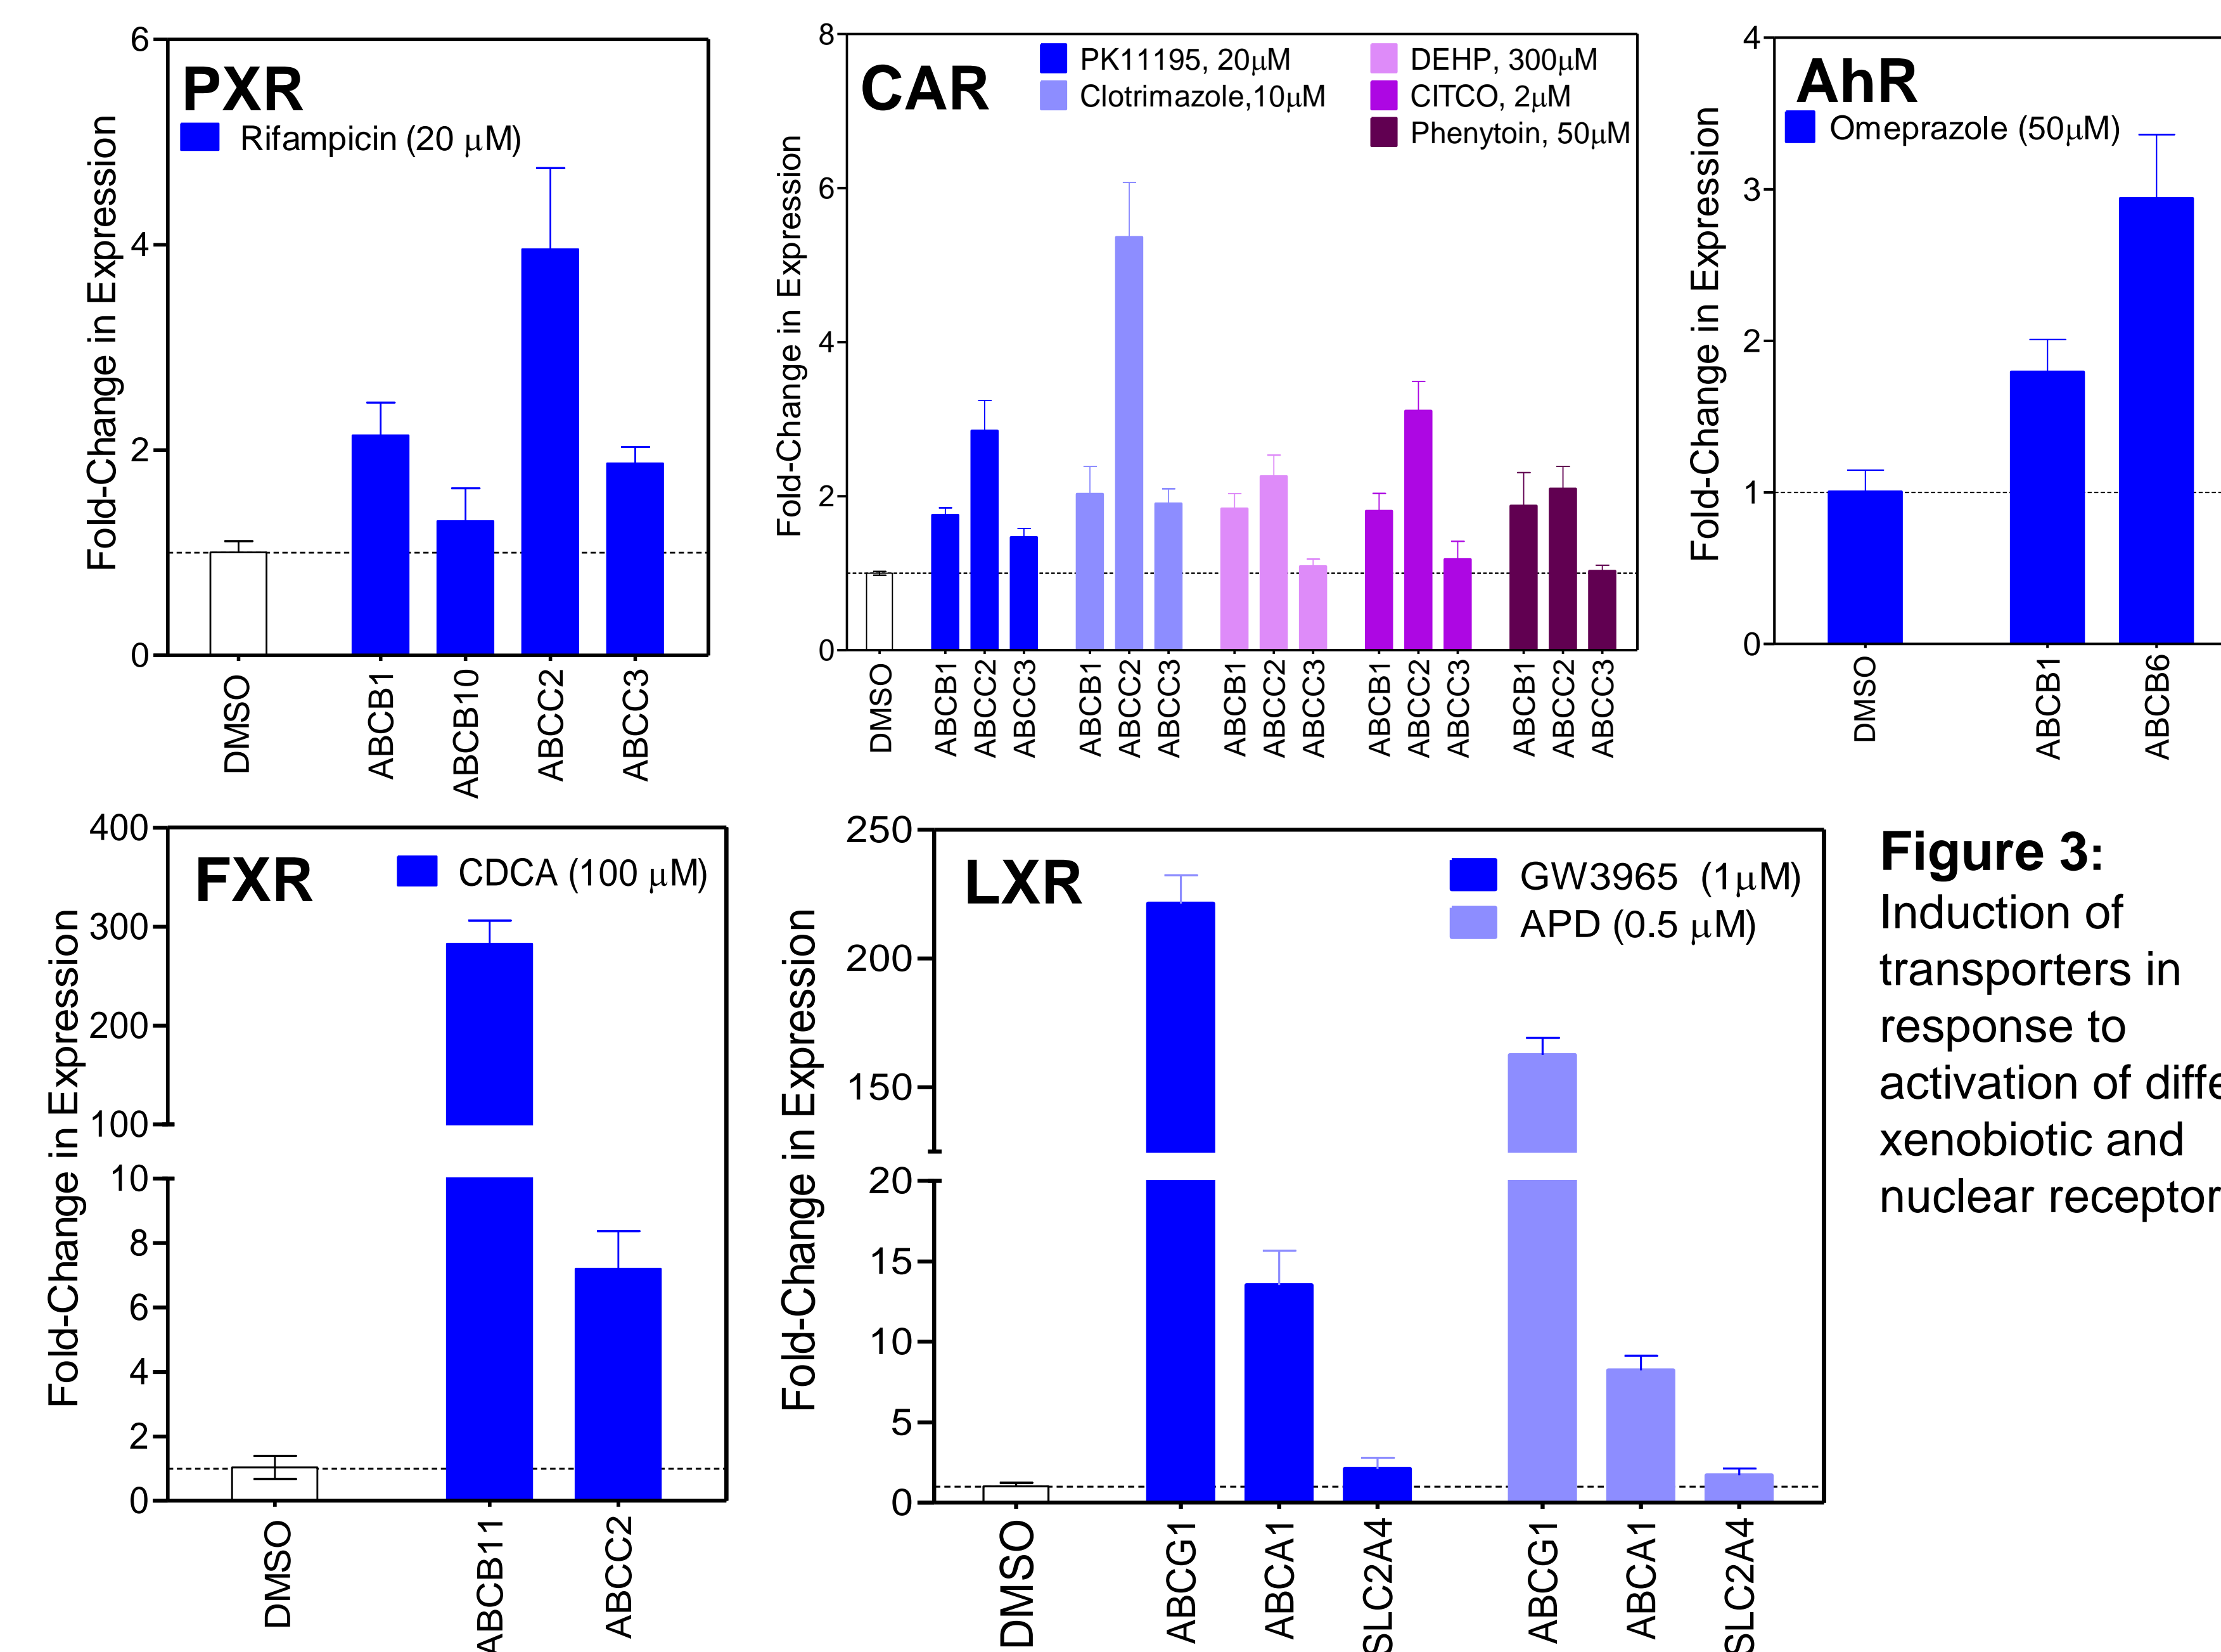 PXR
Rifampicin (20 μM)
Fold-Change in Expression
6
4
2
0
DMSO
ABCB1
ABCB10
ABCC2
ABCC3
CAR
PK11195, 20μM
Clotrimazole,10μM
DEHP, 300μM
CITCO, 2μM
Phenytoin, 50μM
Fold-Change in Expression
8
6
4
2
0
DMSO
ABCB1
ABCC2
ABCC3
ABCB1
ABCC2
ABCC3
ABCB1
ABCC2
ABCC3
ABCB1
ABCC2
ABCC3
ABCB1
ABCC2
ABCC3
AhR
Omeprazole (50μM)
Fold-Change in Expression
4
3
2
1
0
DMSO
ABCB1
ABCB6
FXR
CDCA (100 μM)
Fold-Change in Expression
400
300
200
100
10
8
6
4
2
0
DMSO
ABCB11
ABCC2
LXR
GW3965 (1μM)
APD (0.5 μM)
Fold-Change in Expression
250
200
150
20
15
10
5
0
DMSO
ABCG1
ABCA1
SLC2A4
ABCG1
ABCA1
SLC2A4
Figure 3:
Induction of
transporters in
response to
activation of
xenobiotic and
nuclear receptor